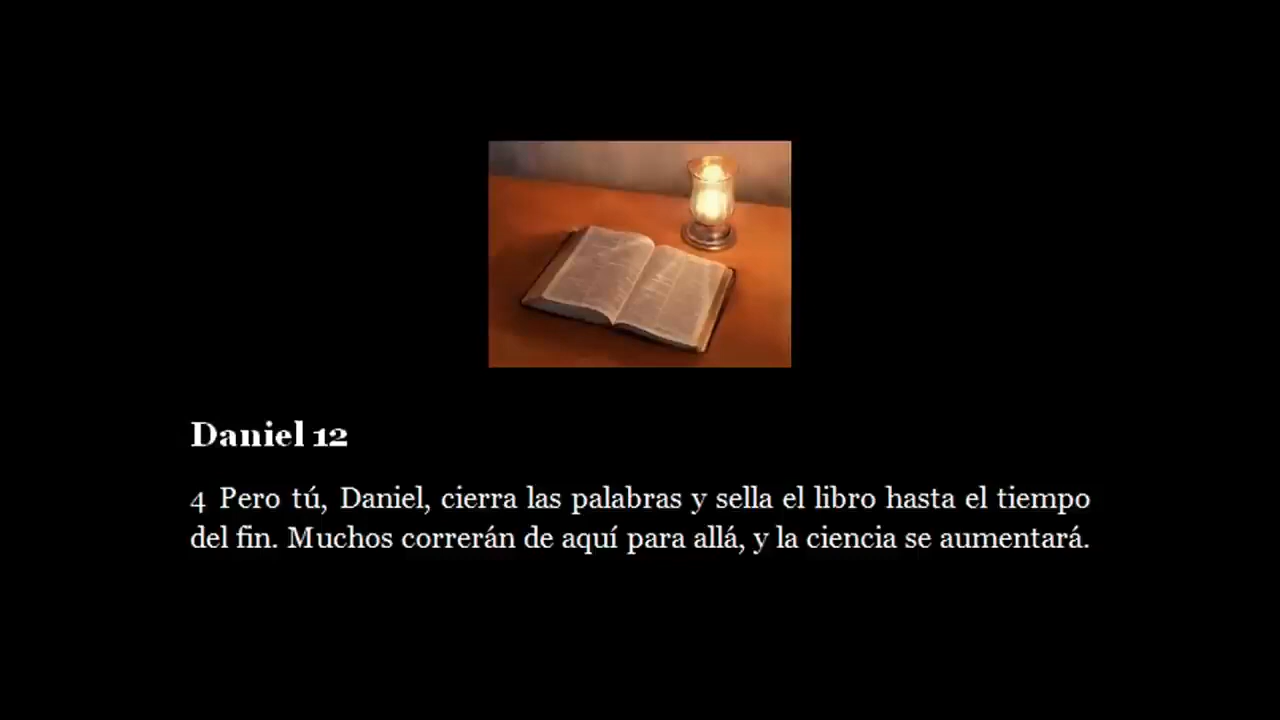 Daniel 12
4 Pero tú, Daniel, cierra las palabras y sella el libro hasta el tiempo
del fin. Muchos correrán de aquí para allá, y la ciencia se aumentará.